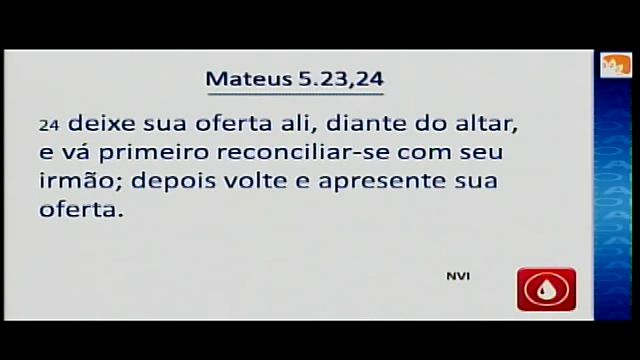 Mateus 5.23,24
24 deixe sua oferta ali, diante do altar,
e vá primeiro reconciliar-se com seu
irmão; depois volte e apresente sua
oferta.
NVI